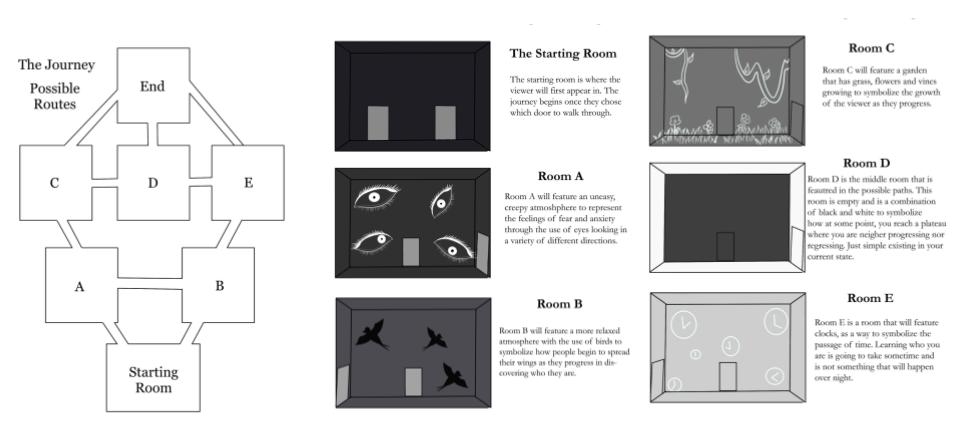 The Journey
Possible
Routes
End
C
D
E
A
B
Starting
Room
The Starting Room
The starting room is where the
viewer will first appear in. The
journey begins once they chose
which door to walk through.
Room A
Room A will feature an uneasy,
creepy atmoshphere to represent
the feelings of fear and anxiety
through the use of eyes looking in
a variety of different directions.
Room B
Room B will feature a more relaxed
atmosphere with the use of birds to
symbolize how people begin to spread
their wings as they progress in dis-
covering who they are.
Room C
Room C will feature a garden
that has grass, flowers and vines
growing to symbolize the growth
of the viewer as they progress.
Room D
Room D is the middle room that is
feautred in the possible paths. This
room is empty and is a combination
of black and white to symbolize
how at some point, you reach a plateau
where you are neigher progressing nor
regressing. Just simple existing in your
current state.
Room E
Room E is a room that will feature
clocks, as a way to symbolize the
passage of time. Learning who you
are is going to take sometime and
is not something that will happen
over night.